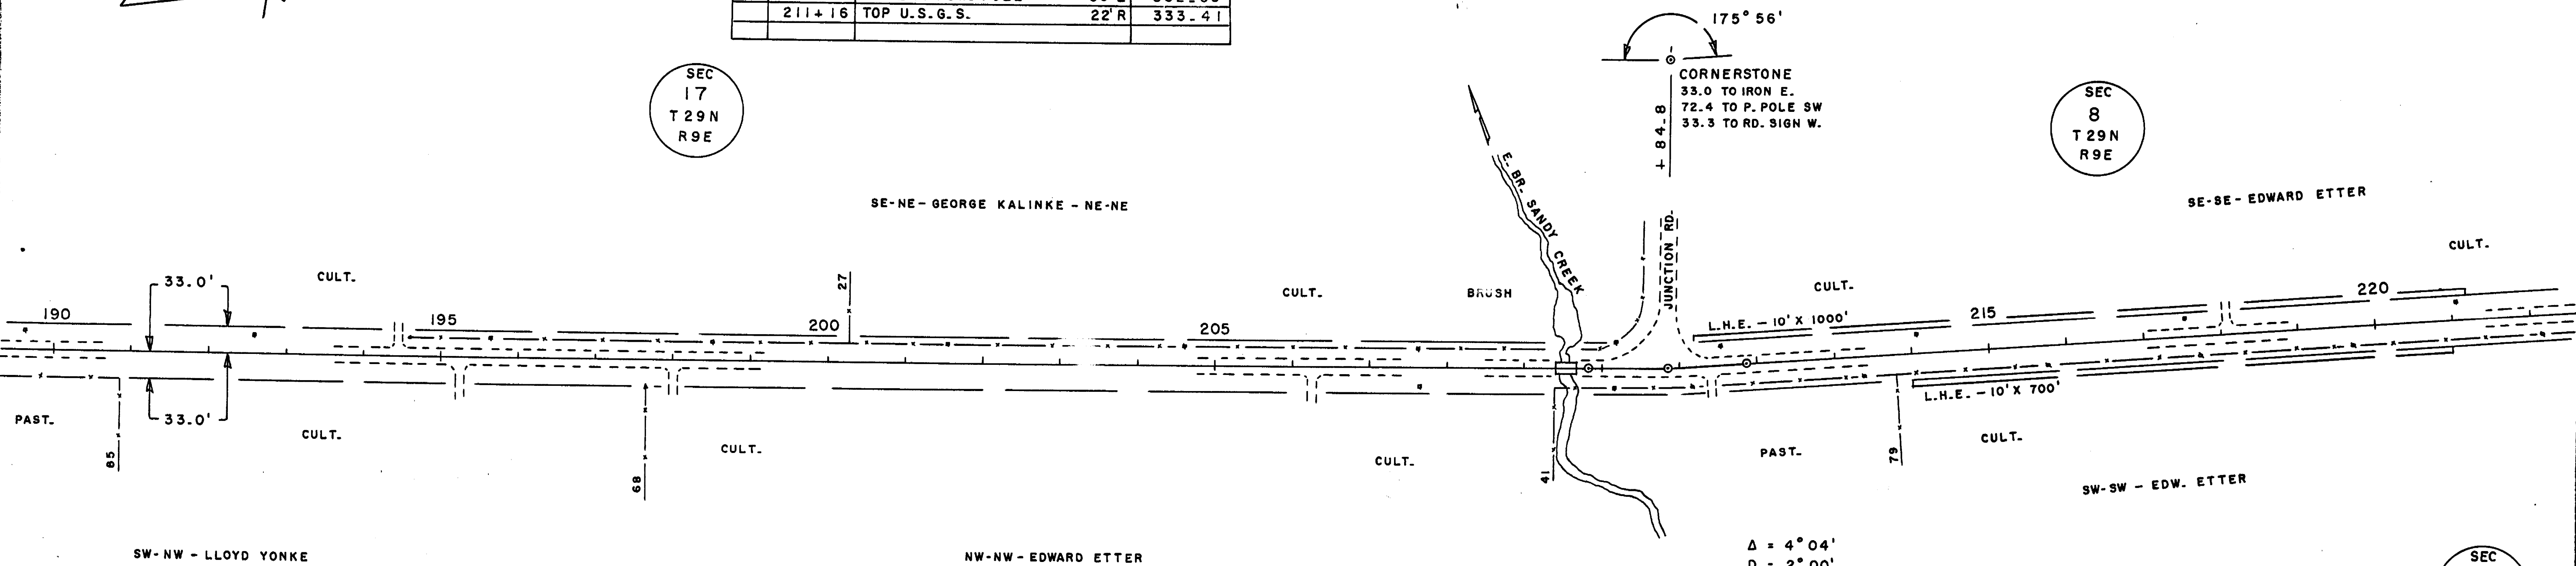 211+16 TOP U.S.G.S. 22'R 333.41
175° 56'
CORNERSTONE
33.0 TO IRON E.
72.4 TO P. POLE SW
33.3 TO RD. SIGN W.
+ 84.8
SEC
17
T 29N
R9E
SEC
8
T 29N
R9E
E. BR. SANDY CREEK
JUNCTION RD.
SE-NE- GEORGE KALINKE - NE-NE
SE-SE- EDWARD ETTER
CULT.
33.0'
CULT.
27
CULT.
BRUSH
CULT.
190
195
200
205
L.H.E. - 10' X 1000'
215
220
33.0'
L.H.E. - 10' X 700'
PAST.
85
CULT.
68
CULT.
CULT.
41
PAST.
79
CULT.
SW-SW - EDW. ETTER
SW-NW - LLOYD YONKE
NW-NW - EDWARD ETTER
Δ = 4° 04'
D = 2° 00'
SEC